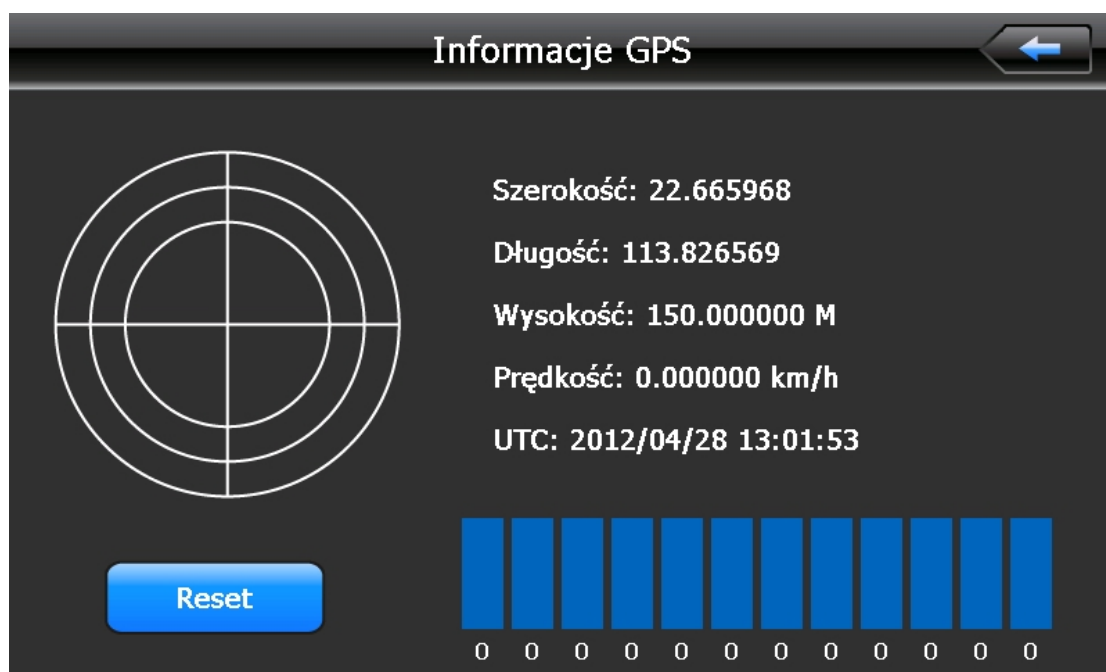 Informacje GPS
Szerokość: 22.665968
Długość: 113.826569
Wysokość: 150.000000 M
Prędkość: 0.000000 km/h
UTC: 2012/04/28 13:01:53
Reset
0 0 0 0 0 0 0 0 0 0 0 0